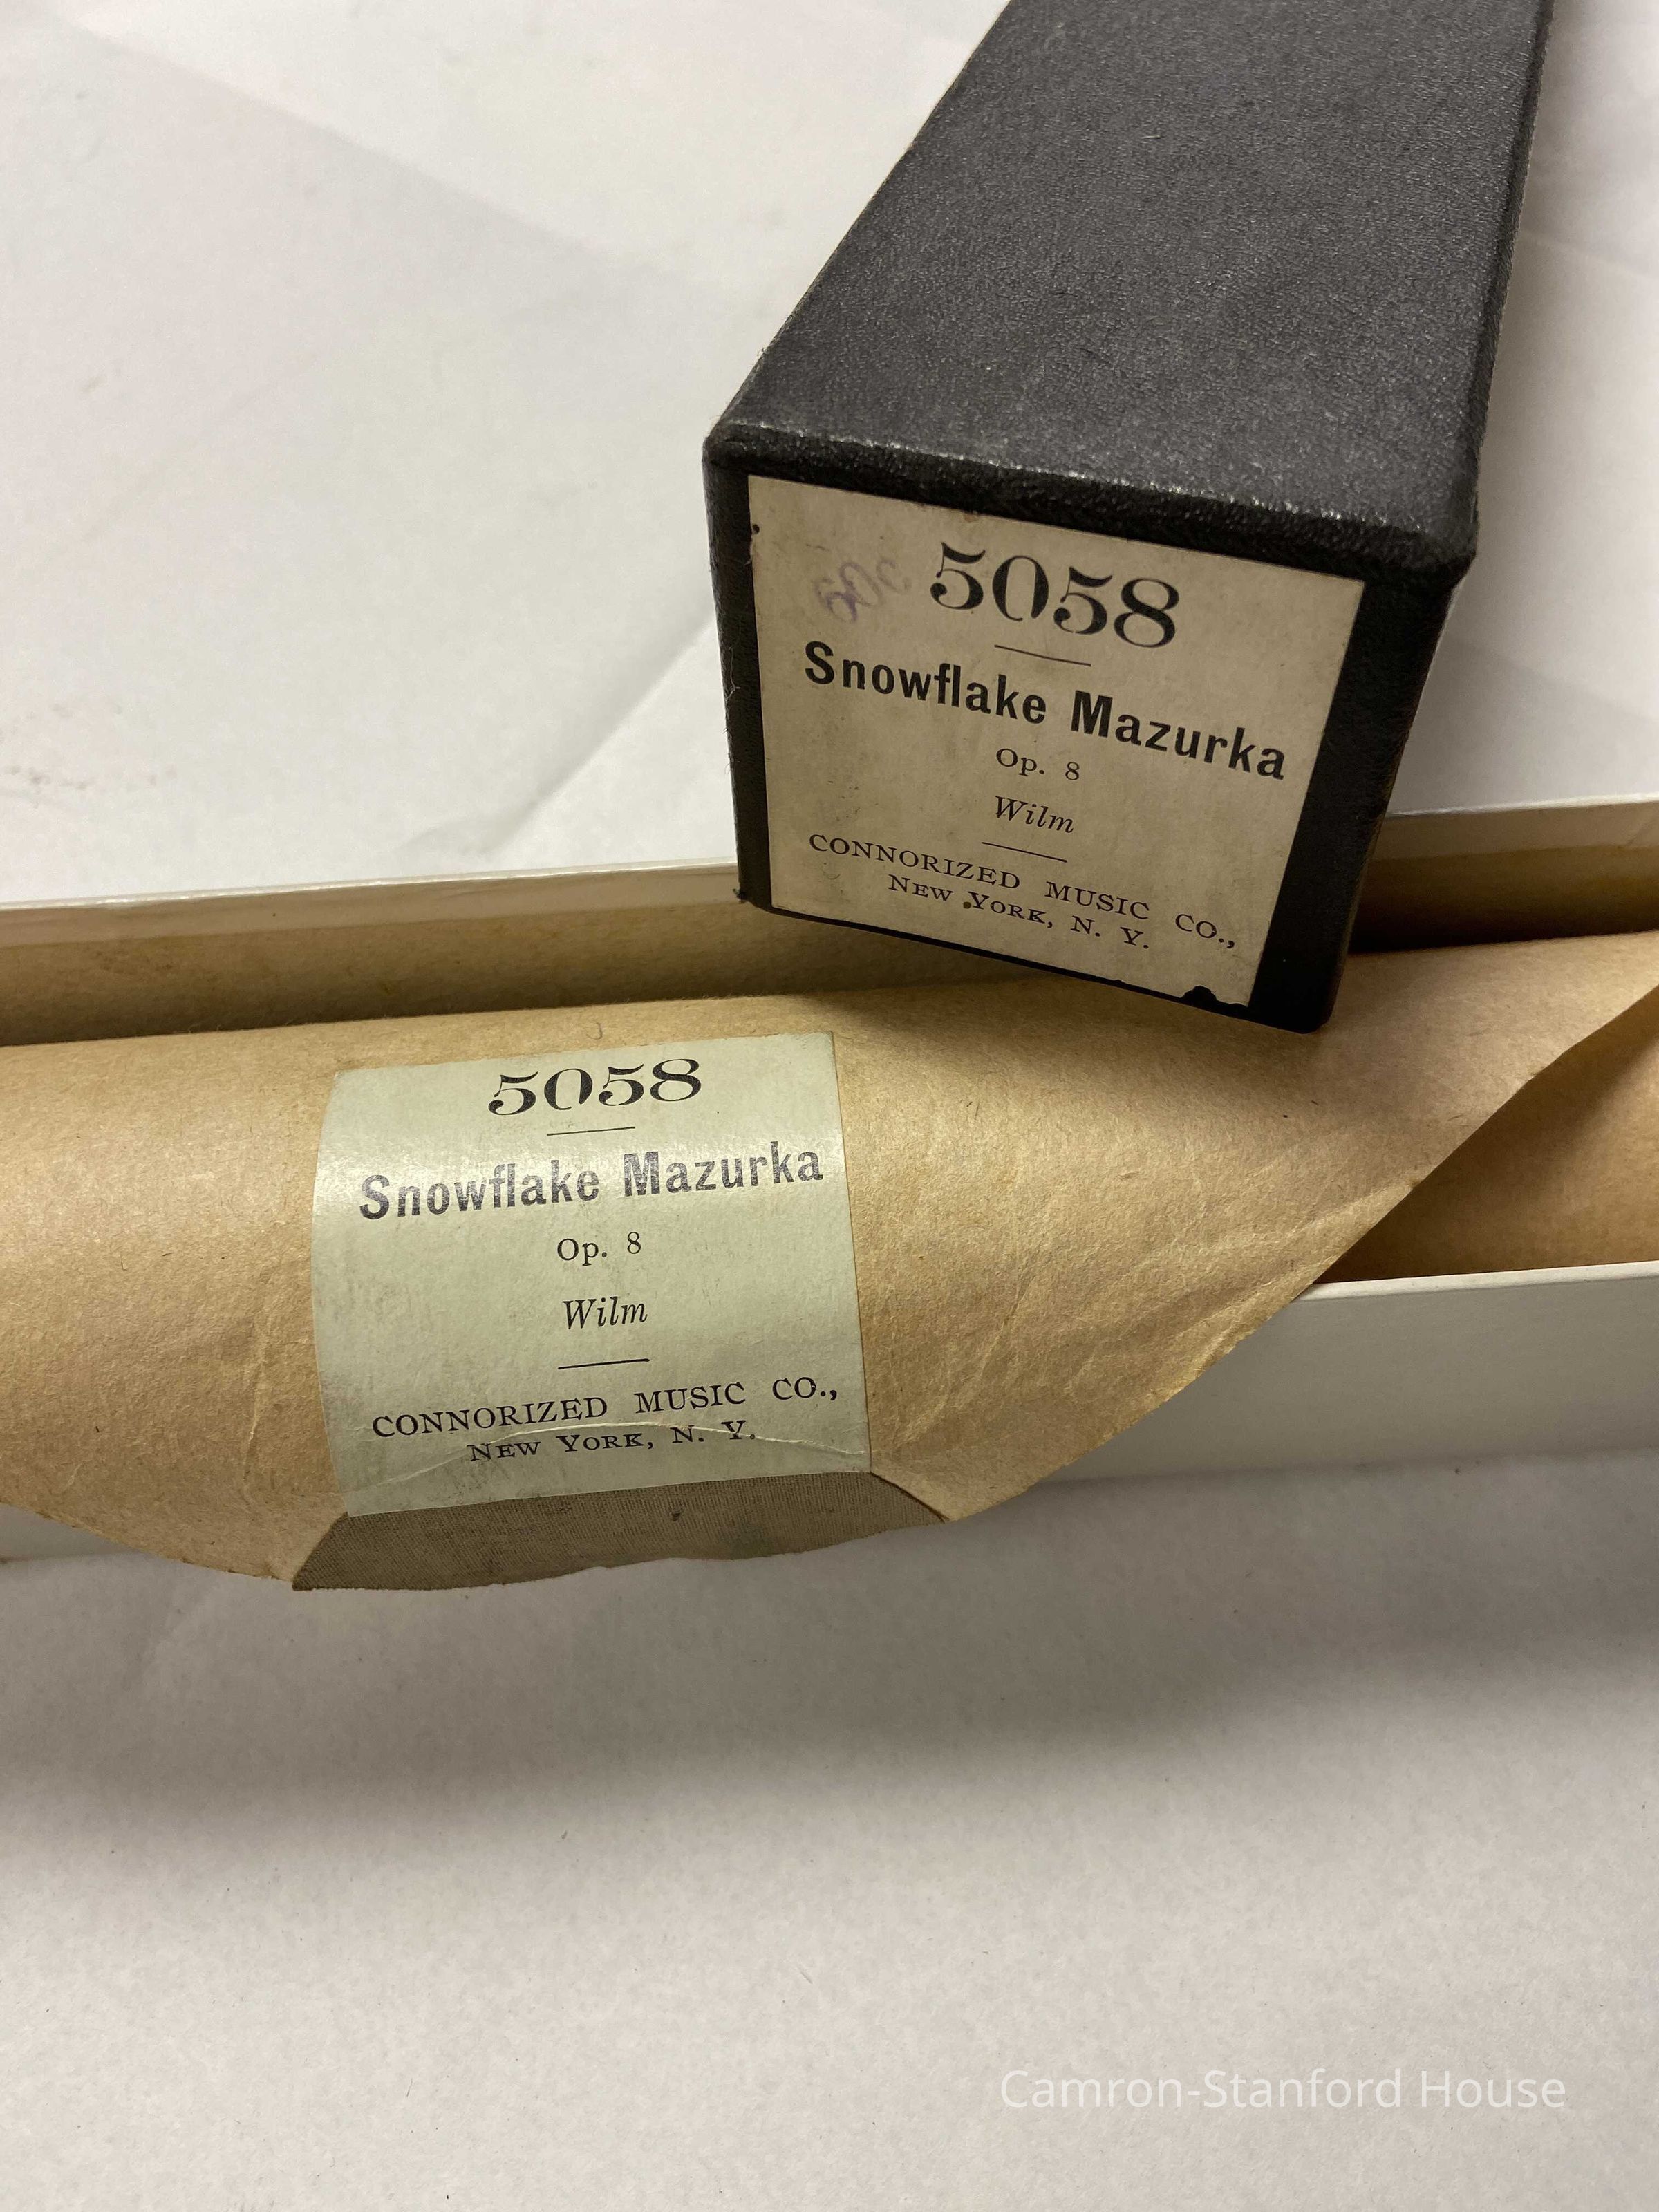 60c
5058
Snowflake Mazurka
Op. 8
Wilm
CONNORIZED MUSIC CO.,
NEW YORK, N. Y.
5058
Snowflake Mazurka
Op. 8
Wilm
CONNORIZED MUSIC CO.,
NEW YORK, N. Y.
Camron-Stanford House